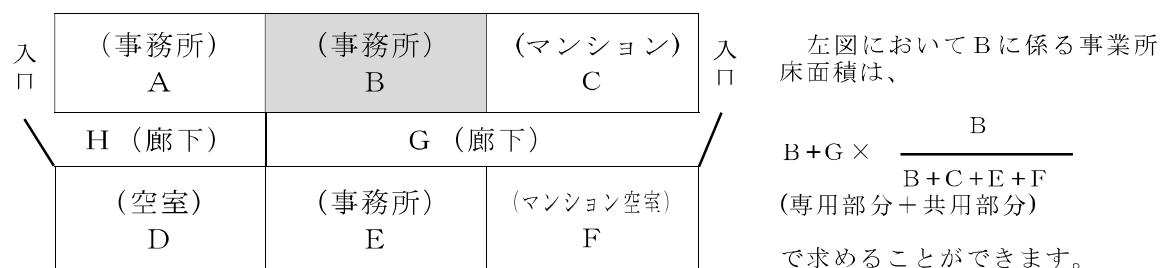 入口
(事務所)
A
(事務所)
B
(マンション)
C
入口
H (廊下)
G (廊下)
(空室)
D
(事務所)
E
(マンション空室)
F
左図においてBに係る事業所
床面積は、
B
B+G×
B+C+E+F
(専用部分+共用部分)
で求めることができます。